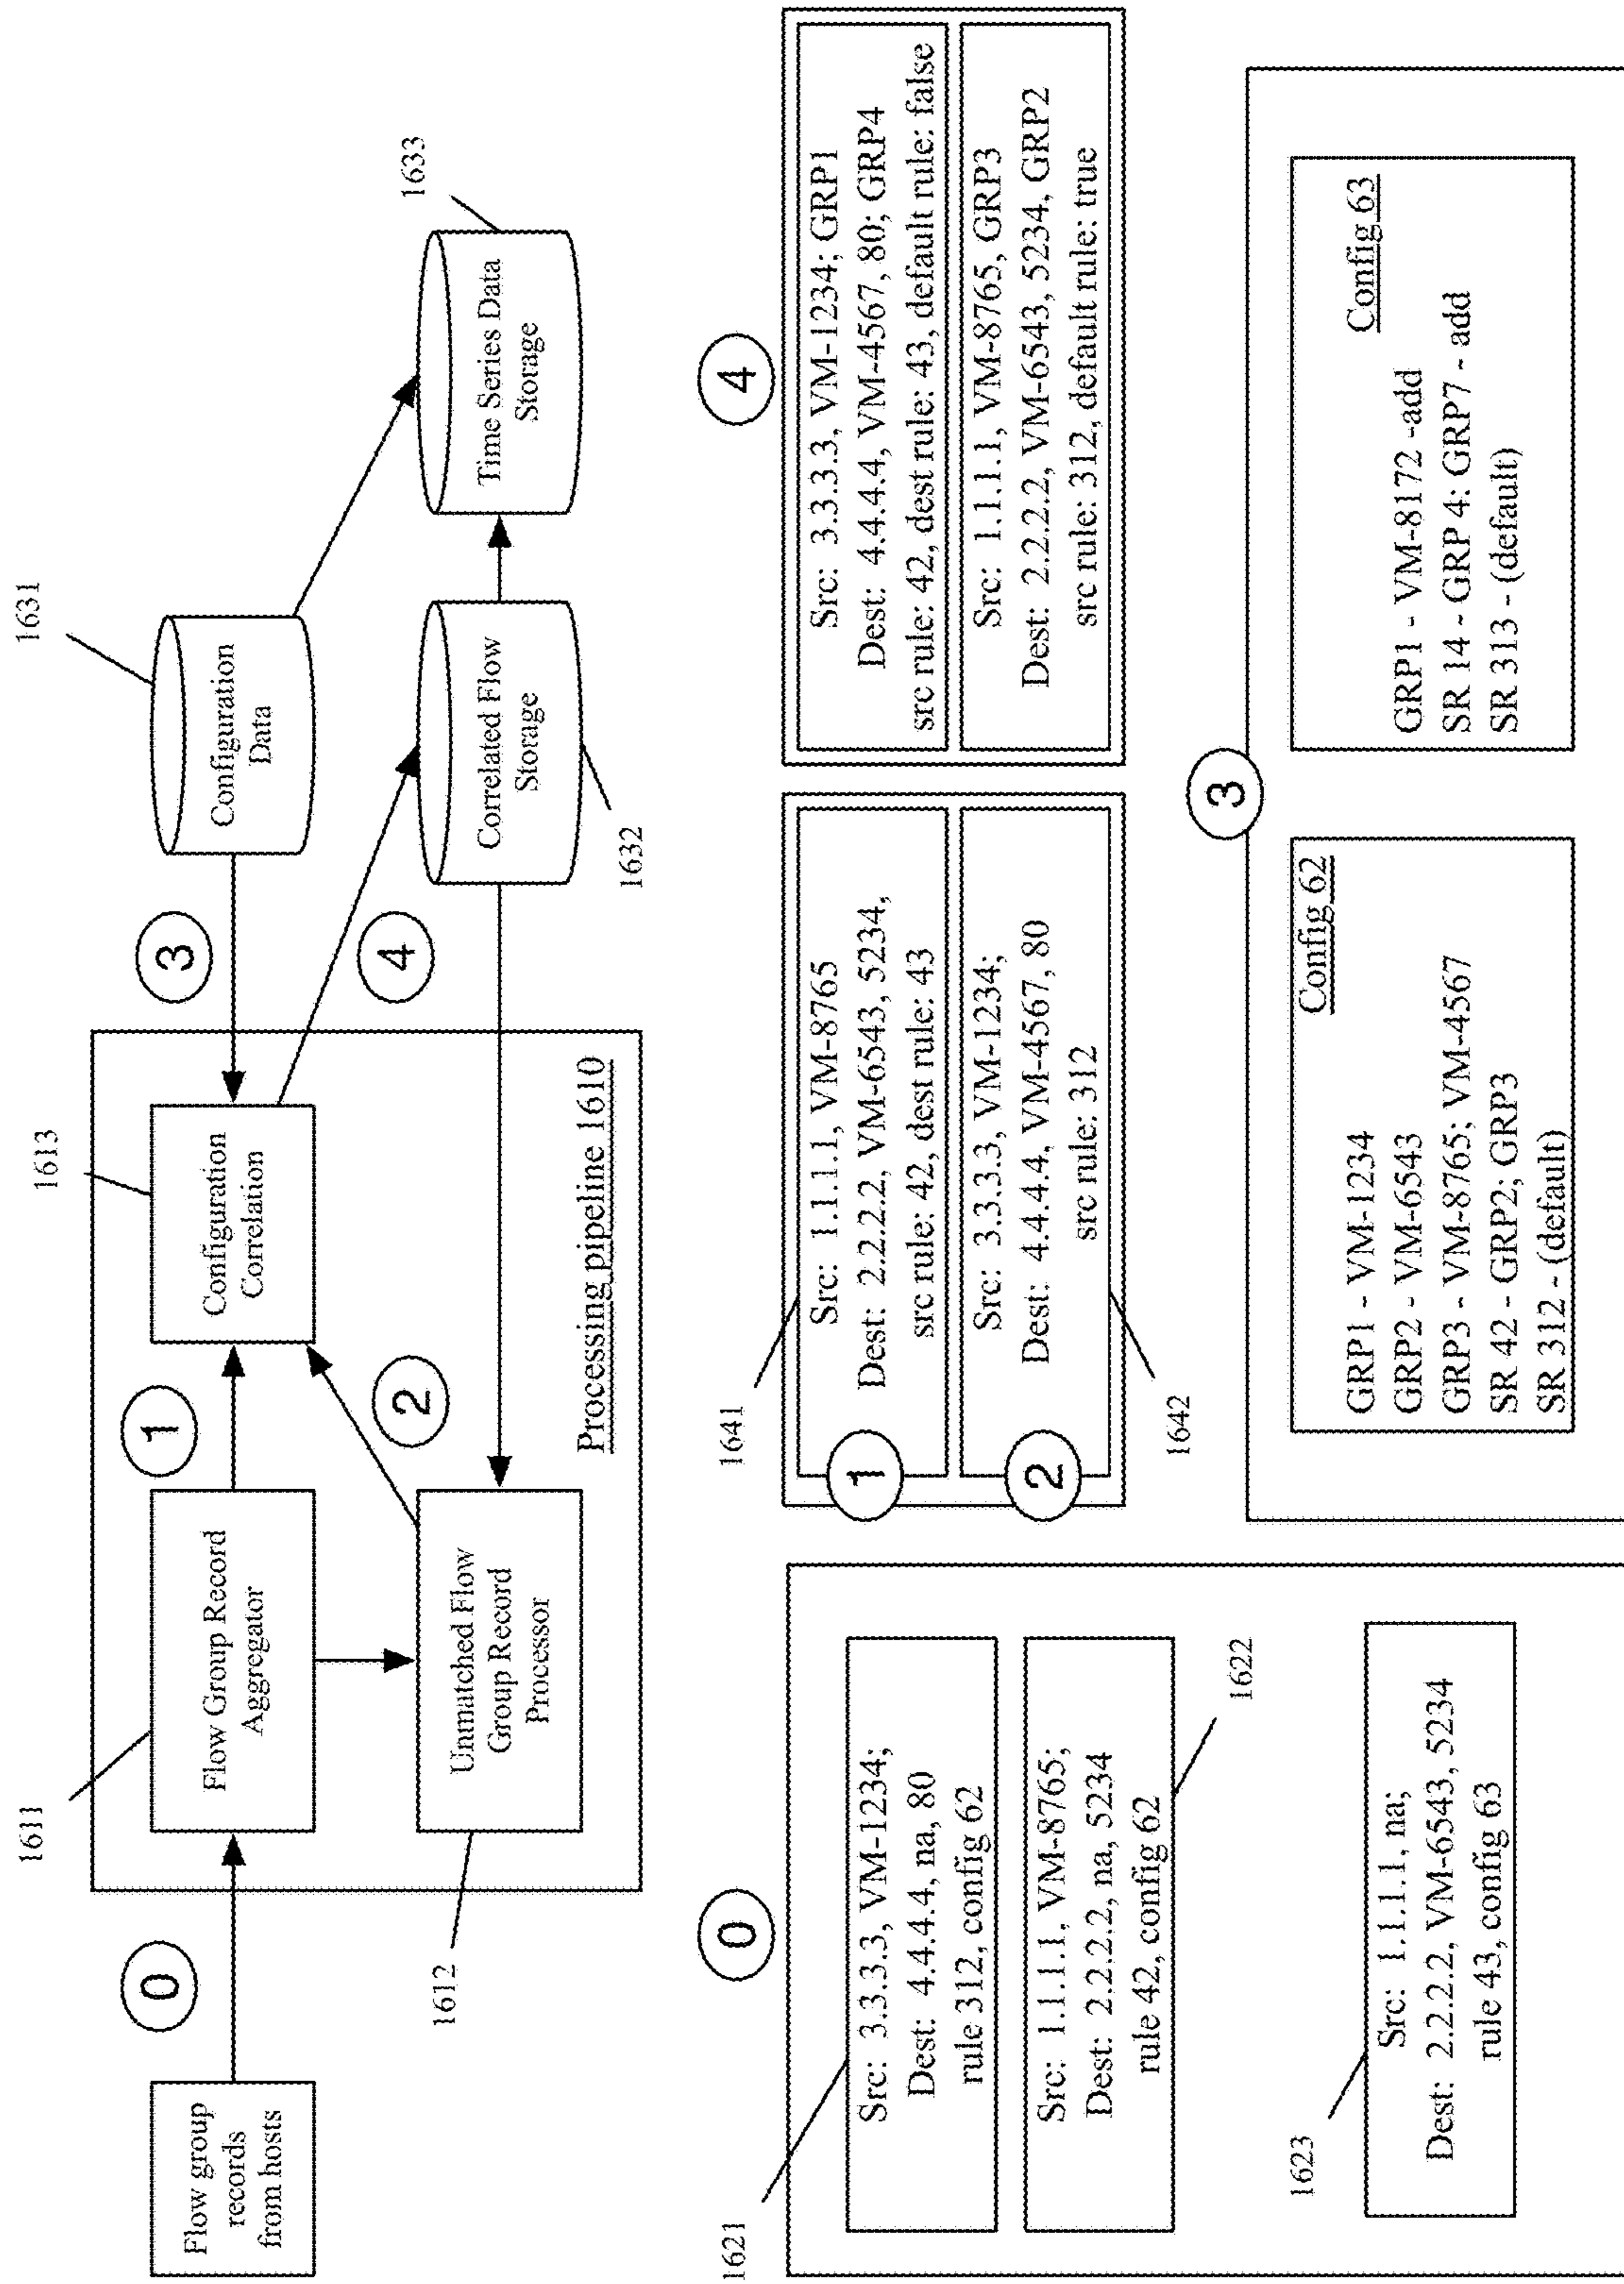 1631
1633
1613
1611
0
1
3
Flow group
records
from hosts
Flow Group Record
Aggregator
Configuration
Correlation
Configuration
Data
2
4
Unmatched Flow
Group Record
Processor
Correlated Flow
Storage
Time Series Data
Storage
1612
Processing pipeline 1610
1632
0
1621
Src: 3.3.3.3, VM-1234;
Dest: 4.4.4.4, na, 80
rule 312, config 62
Src: 1.1.1.1, VM-8765;
Dest: 2.2.2.2, na, 5234
rule 42, config 62
1622
1623
Src: 1.1.1.1, na;
Dest: 2.2.2.2, VM-6543, 5234
rule 43, config 63
1641
1
Src: 1.1.1.1, VM-8765
Dest: 2.2.2.2, VM-6543, 5234,
src rule: 42, dest rule: 43
2
Src: 3.3.3.3, VM-1234;
Dest: 4.4.4.4, VM-4567, 80
src rule: 312
1642
4
Src: 3.3.3.3, VM-1234; GRP1
Dest: 4.4.4.4, VM-4567, 80; GRP4
src rule: 42, dest rule: 43, default rule: false
Src: 1.1.1.1, VM-8765, GRP3
Dest: 2.2.2.2, VM-6543, 5234, GRP2
src rule: 312, default rule: true
3
Config 62
GRP1 - VM-1234
GRP2 - VM-6543
GRP3 - VM-8765; VM-4567
SR 42 - GRP2; GRP3
SR 312 - (default)
Config 63
GRP1 - VM-8172 -add
SR 14 - GRP 4: GRP7 - add
SR 313 - (default)